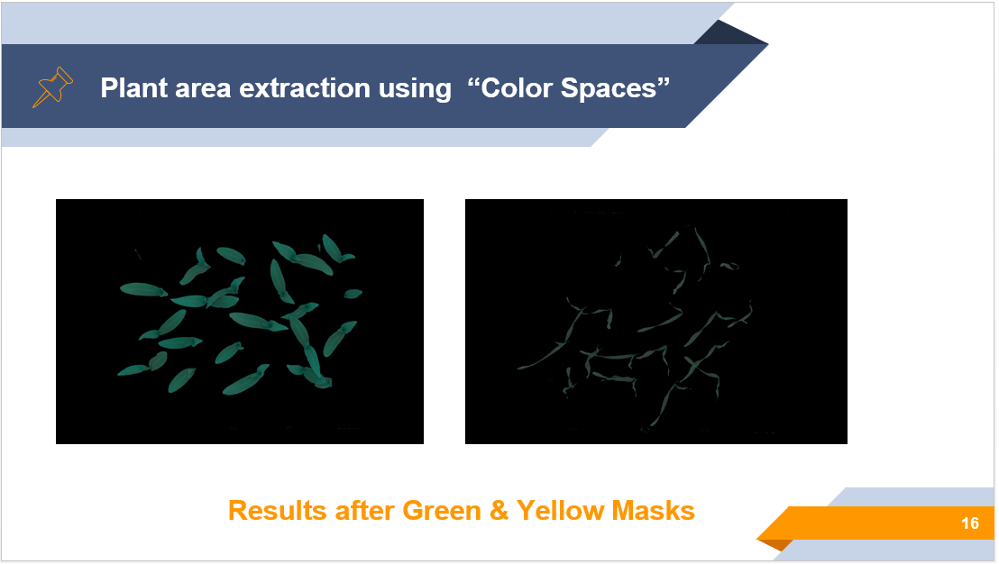 Plant area extraction using  “Color Spaces”
Results after Green & Yellow Masks
16